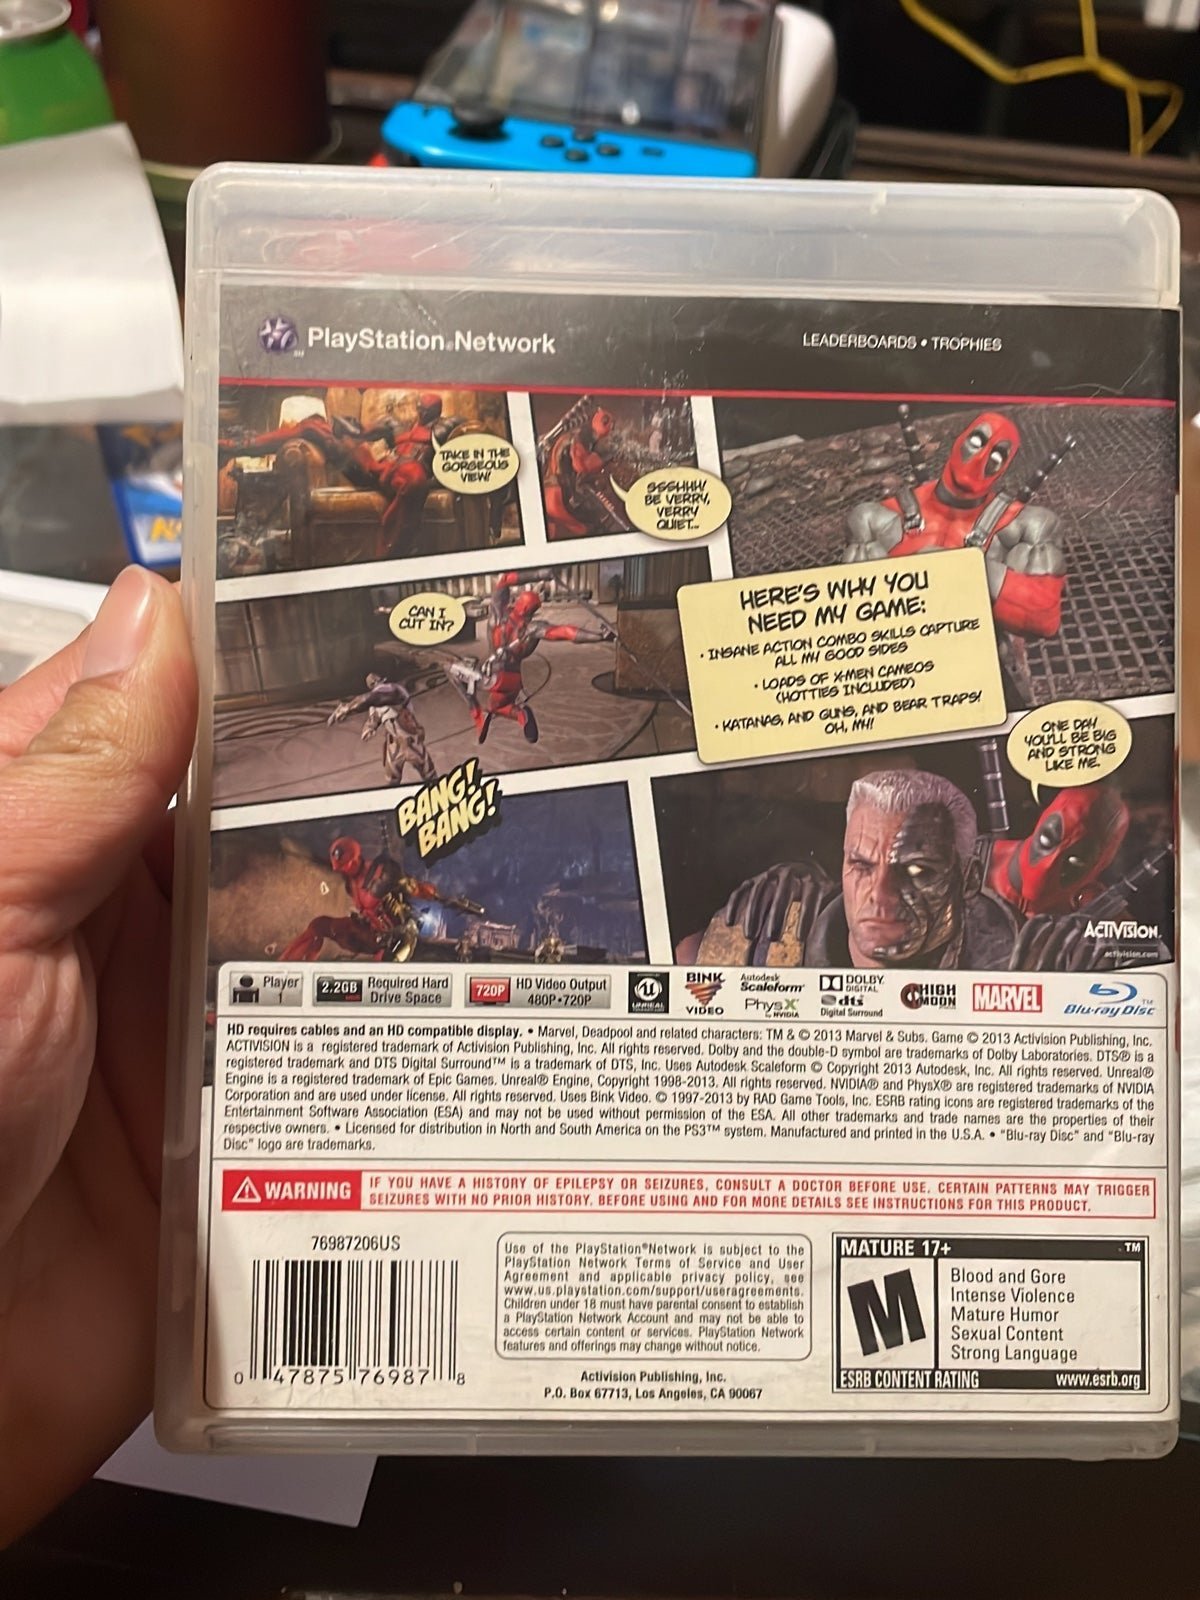 PlayStation®Network
LEADERBOARDS • TROPHIES
TAKE IN THE
GORGEOUS
VIEW!
SSSHHH!
BE VERRY,
VERRY
QUIET...
CAN I
CUT IN?
HERE'S WHY YOU
NEED MY GAME:
• INSANE ACTION COMBO SKILLS CAPTURE
ALL MY GOOD SIDES
• LOADS OF X-MEN CAMEOS
(HOTTIES INCLUDED)
• KATANAS, AND GUNS, AND BEAR TRAPS!
OH, MY!
ONE DAY
YOU'LL BE BIG
AND STRONG
LIKE ME.
BANG!
BANG!
ACTIVISION.
activision.com
Player
1
2.2GB
Required Hard
Drive Space
720P
HD Video Output
480P•720P
UNREAL
BINK
VIDEO
Autodesk
Scaleform
PhysX
by NVIDIA
DOLBY
DIGITAL
dts
Digital Surround
HIGH
MOON
MARVEL
Blu-ray Disc™
HD requires cables and an HD compatible display. • Marvel, Deadpool and related characters: TM & © 2013 Marvel & Subs. Game © 2013 Activision Publishing, Inc.
ACTIVISION is a registered trademark of Activision Publishing, Inc. All rights reserved. Dolby and the double-D symbol are trademarks of Dolby Laboratories. DTS® is a
registered trademark and DTS Digital Surround™ is a trademark of DTS, Inc. Uses Autodesk Scaleform © Copyright 2013 Autodesk, Inc. All rights reserved. Unreal®
Engine is a registered trademark of Epic Games. Unreal® Engine, Copyright 1998-2013. All rights reserved. NVIDIA® and PhysX® are registered trademarks of NVIDIA
Corporation and are used under license. All rights reserved. Uses Bink Video. © 1997-2013 by RAD Game Tools, Inc. ESRB rating icons are registered trademarks of the
Entertainment Software Association (ESA) and may not be used without permission of the ESA. All other trademarks and trade names are the properties of their
respective owners. • Licensed for distribution in North and South America on the PS3™ system. Manufactured and printed in the U.S.A. • "Blu-ray Disc" and "Blu-ray
Disc" logo are trademarks.
WARNING
IF YOU HAVE A HISTORY OF EPILEPSY OR SEIZURES, CONSULT A DOCTOR BEFORE USE. CERTAIN PATTERNS MAY TRIGGER
SEIZURES WITH NO PRIOR HISTORY. BEFORE USING AND FOR MORE DETAILS SEE INSTRUCTIONS FOR THIS PRODUCT.
76987206US
0 47875 76987 8
Use of the PlayStation®Network is subject to the
PlayStation Network Terms of Service and User
Agreement and applicable privacy policy, see
www.us.playstation.com/support/useragreements.
Children under 18 must have parental consent to establish
a PlayStation Network Account and may not be able to
access certain content or services. PlayStation Network
features and offerings may change without notice.
Activision Publishing, Inc.
P.O. Box 67713, Los Angeles, CA 90067
MATURE 17+ ™
M
Blood and Gore
Intense Violence
Mature Humor
Sexual Content
Strong Language
ESRB CONTENT RATING
www.esrb.org